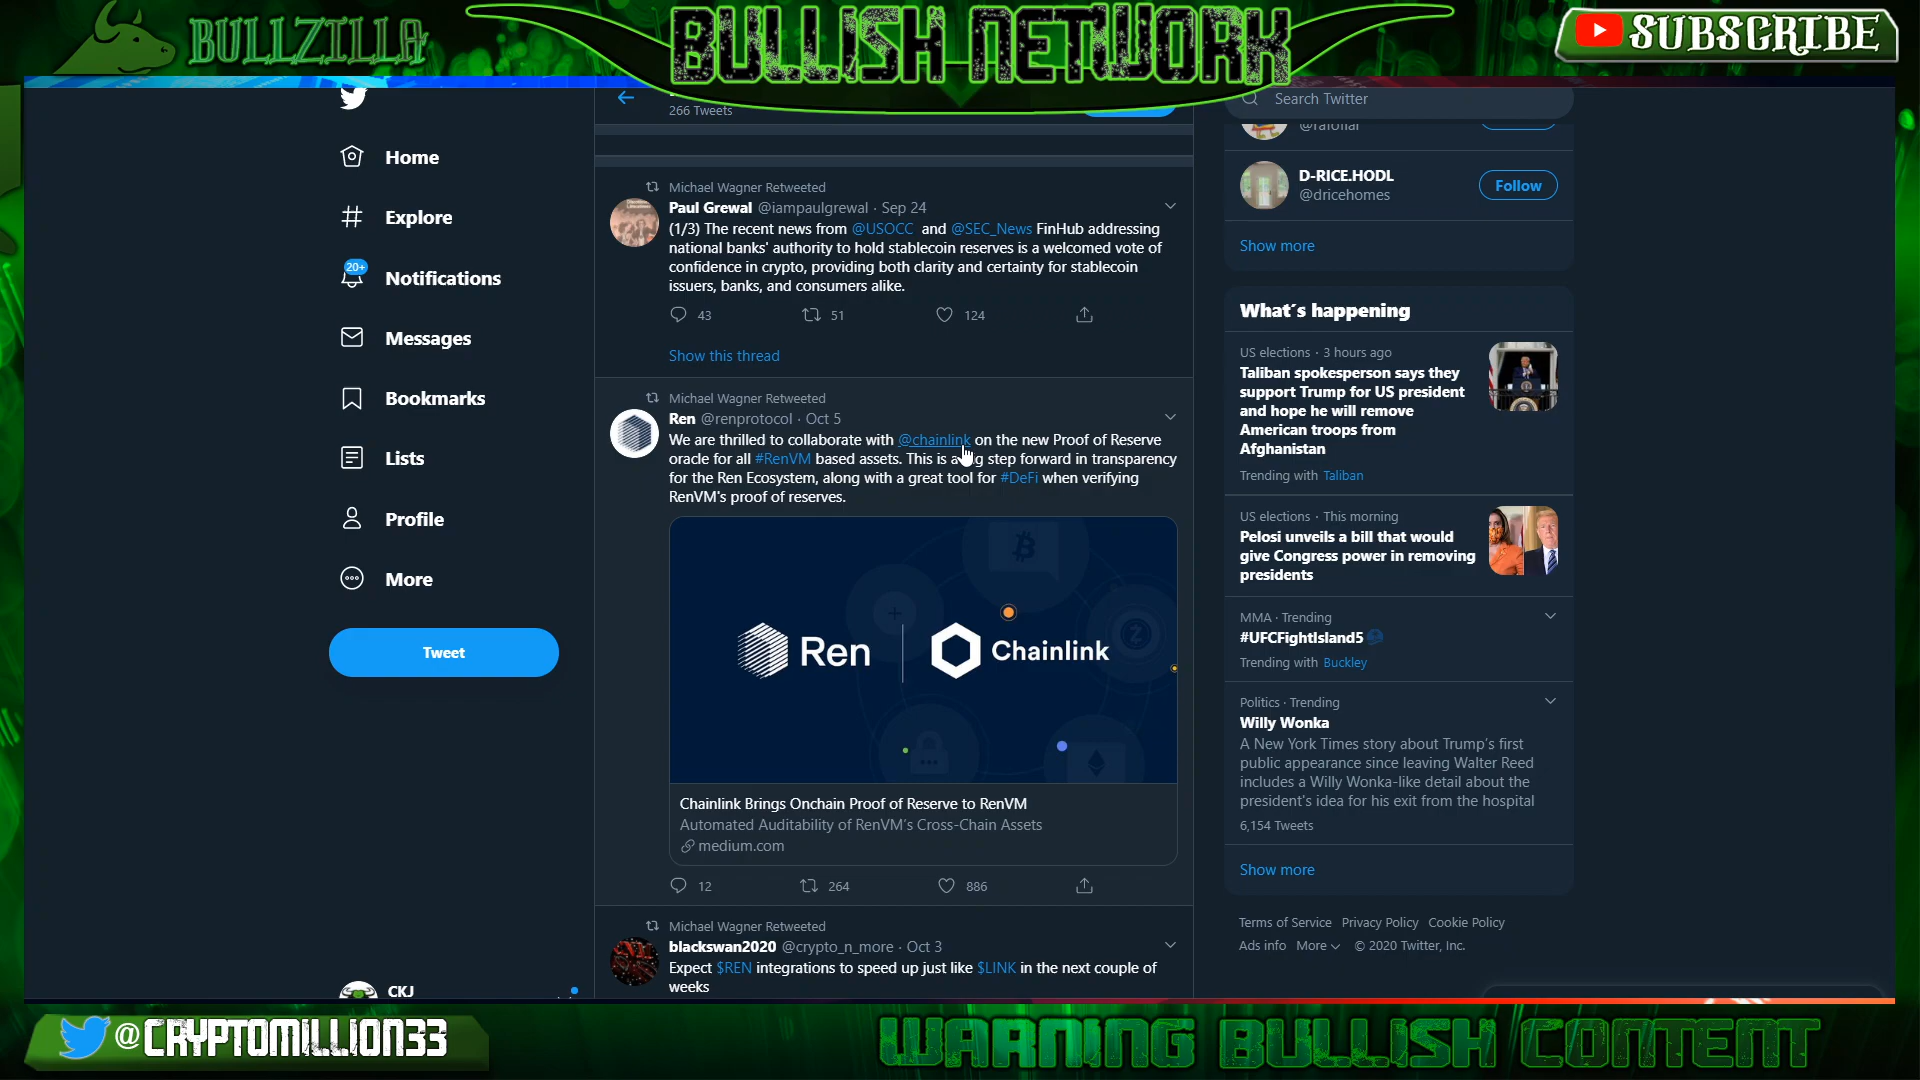 BULLZILLA
BULLISH NETWORK
SUBSCRIBE
266 Tweets
Search Twitter
Home
Explore
20+
Notifications
Messages
Bookmarks
Lists
Profile
More
Tweet
CKJ
Michael Wagner Retweeted
Paul Grewal @iampaulgrewal · Sep 24
(1/3) The recent news from @USOCC and @SEC_News FinHub addressing
national banks' authority to hold stablecoin reserves is a welcomed vote of
confidence in crypto, providing both clarity and certainty for stablecoin
issuers, banks, and consumers alike.
43 51 124
Show this thread
Michael Wagner Retweeted
Ren @renprotocol · Oct 5
We are thrilled to collaborate with @chainlink on the new Proof of Reserve
oracle for all #RenVM based assets. This is a big step forward in transparency
for the Ren Ecosystem, along with a great tool for #DeFi when verifying
RenVM's proof of reserves.
Ren Chainlink
Chainlink Brings Onchain Proof of Reserve to RenVM
Automated Auditability of RenVM's Cross-Chain Assets
medium.com
12 264 886
Michael Wagner Retweeted
blackswan2020 @crypto_n_more · Oct 3
Expect $REN integrations to speed up just like $LINK in the next couple of
weeks
D-RICE.HODL
@dricehomes
Follow
Show more
What's happening
US elections · 3 hours ago
Taliban spokesperson says they
support Trump for US president
and hope he will remove
American troops from
Afghanistan
Trending with Taliban
US elections · This morning
Pelosi unveils a bill that would
give Congress power in removing
presidents
MMA · Trending
#UFCFightIsland5
Trending with Buckley
Politics · Trending
Willy Wonka
A New York Times story about Trump's first
public appearance since leaving Walter Reed
includes a Willy Wonka-like detail about the
president's idea for his exit from the hospital
6,154 Tweets
Show more
Terms of Service Privacy Policy Cookie Policy
Ads info More © 2020 Twitter, Inc.
@CRYPTOMILLION33
WARNING BULLISH CONTENT